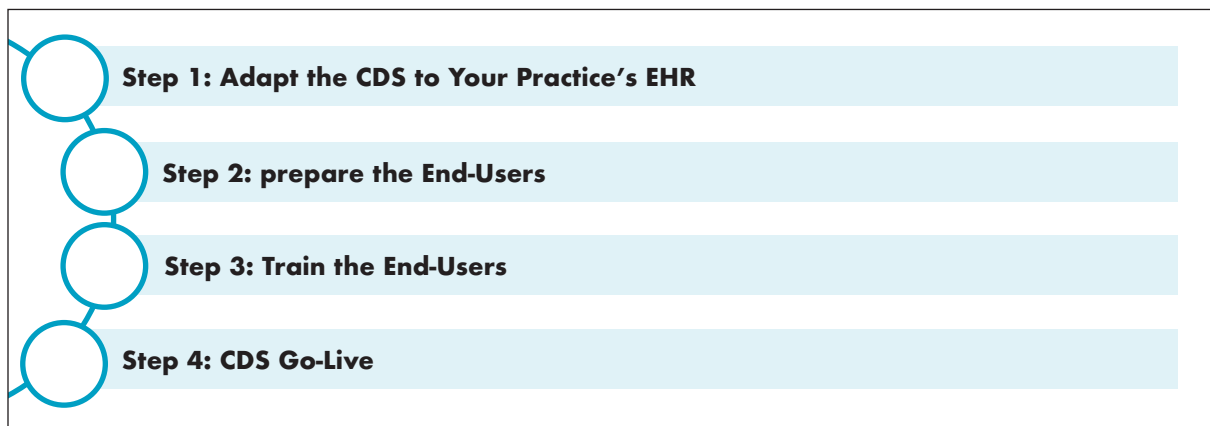 Step 1: Adapt the CDS to Your Practice’s EHR
Step 2: prepare the End-Users
Step 3: Train the End-Users
Step 4: CDS Go-Live